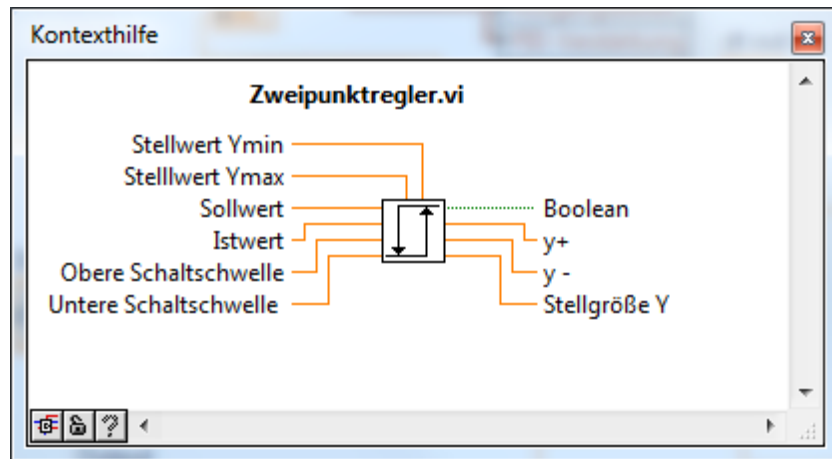 Kontexthilfe
Zweipunktregler.vi
Stellwert Ymin
Stelllwert Ymax
Sollwert
Istwert
Obere Schaltschwelle
Untere Schaltschwelle
Boolean
y+
y -
Stellgröße Y
?